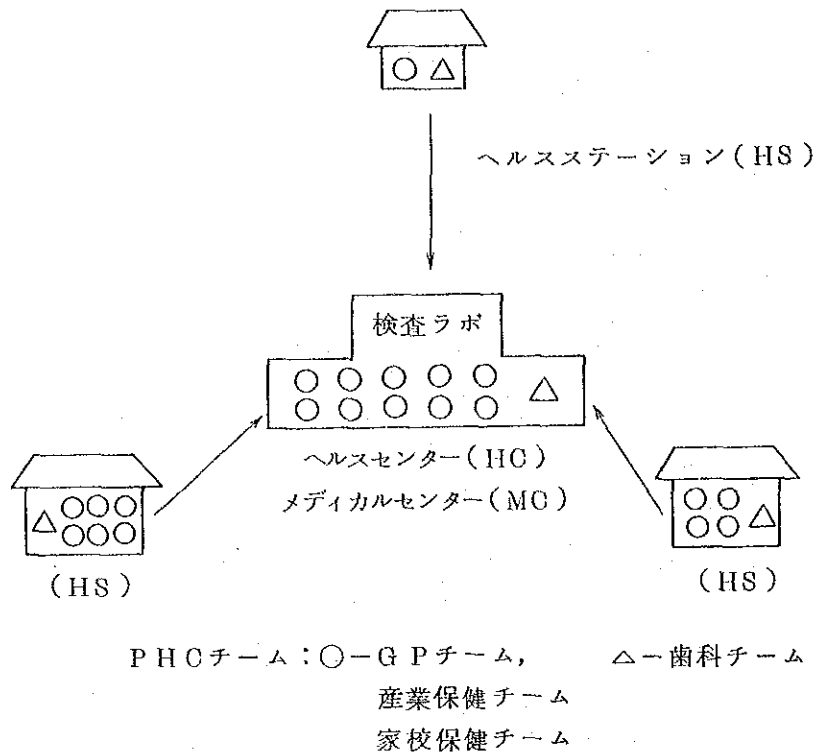 ヘルスステーション(HS)
検査ラボ
ヘルスセンター(HC)
メディカルセンター(MC)
(HS)
(HS)
PHCチーム:○-GPチーム, △-歯科チーム
産業保健チーム
家校保健チーム